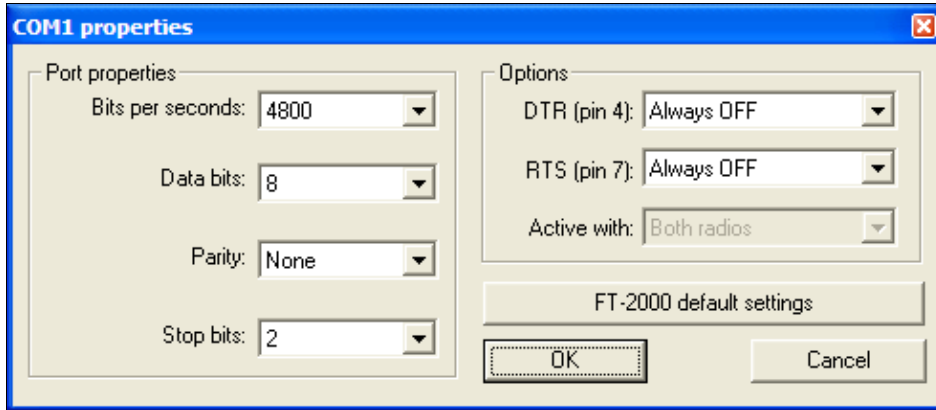 COM1 properties
Port properties
Bits per seconds: 4800
Data bits: 8
Parity: None
Stop bits: 2
Options
DTR (pin 4): Always OFF
RTS (pin 7): Always OFF
Active with: Both radios
FT-2000 default settings
OK Cancel